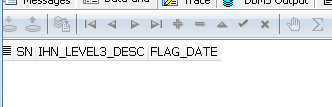 Messages Data Grid Trace DBMS Output
SN IHN_LEVEL3_DESC FLAG_DATE